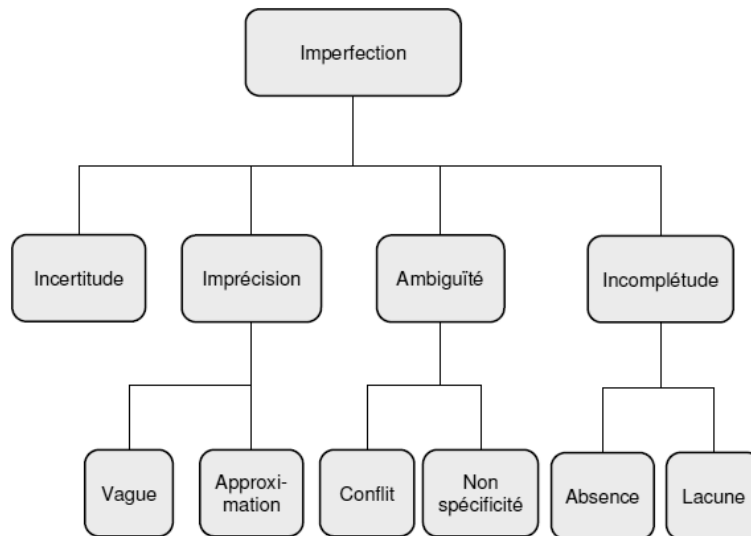 Imperfection
Incertitude
Imprécision
Ambiguïté
Incomplétude
Vague
Approxi-
mation
Conflit
Non
spécificité
Absence
Lacune